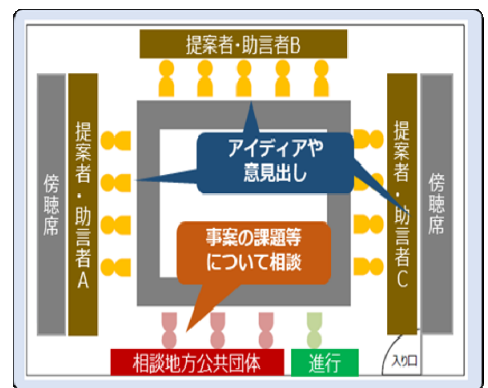 提案者・助言者B
傍聴席
提案者・助言者A
アイディアや
意見出し
提案者・助言者C
傍聴席
事案の課題等
について相談
相談地方公共団体
進行
入り口